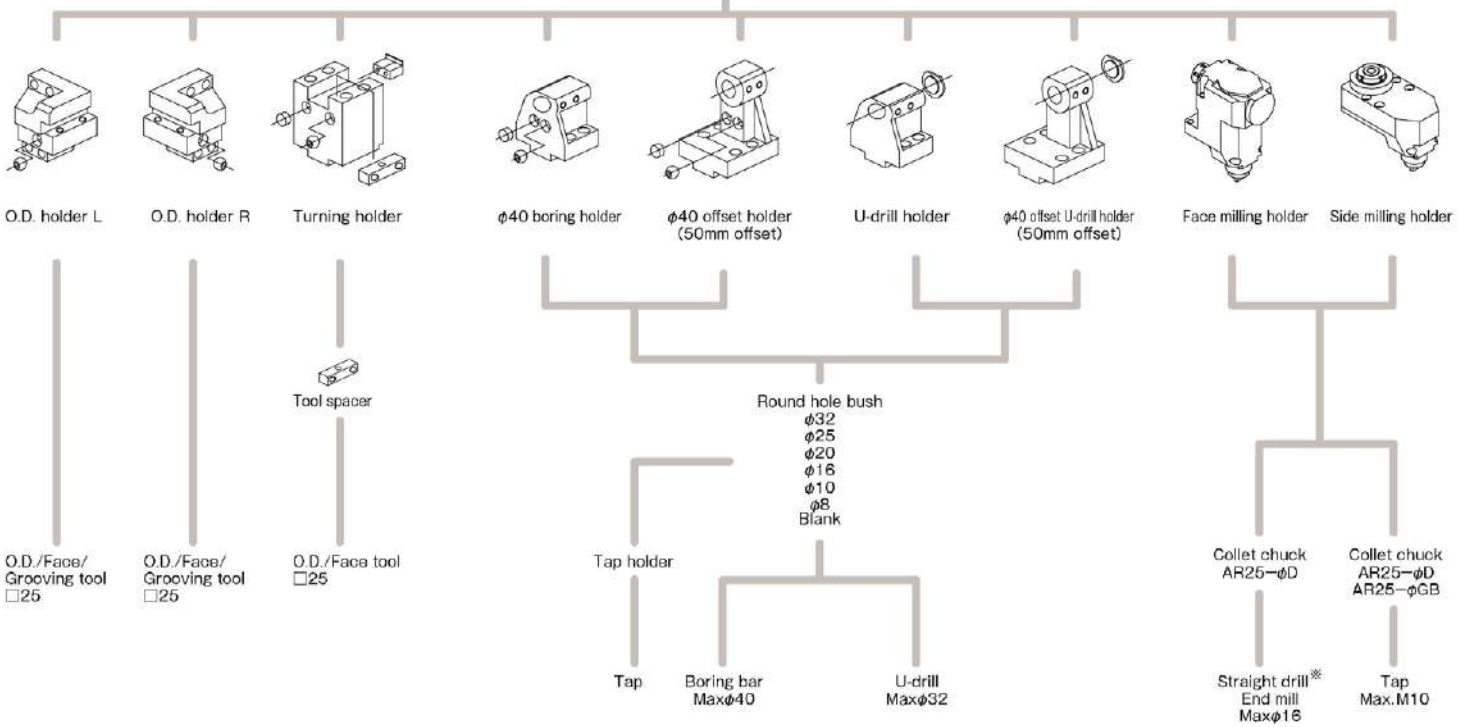 O.D. holder L
O.D. holder R
Turning holder
φ40 boring holder
φ40 offset holder
(50mm offset)
U-drill holder
φ40 offset U-drill holder
(50mm offset)
Face milling holder
Side milling holder
Tool spacer
Round hole bush
φ32
φ25
φ20
φ16
φ10
φ8
Blank
O.D./Face/
Grooving tool
□25
O.D./Face/
Grooving tool
□25
O.D./Face tool
□25
Tap holder
Collet chuck
AR25-φD
Collet chuck
AR25-φD
AR25-φGB
Tap
Boring bar
Maxφ40
U-drill
Maxφ32
Straight drill※
End mill
Maxφ16
Tap
Max.M10